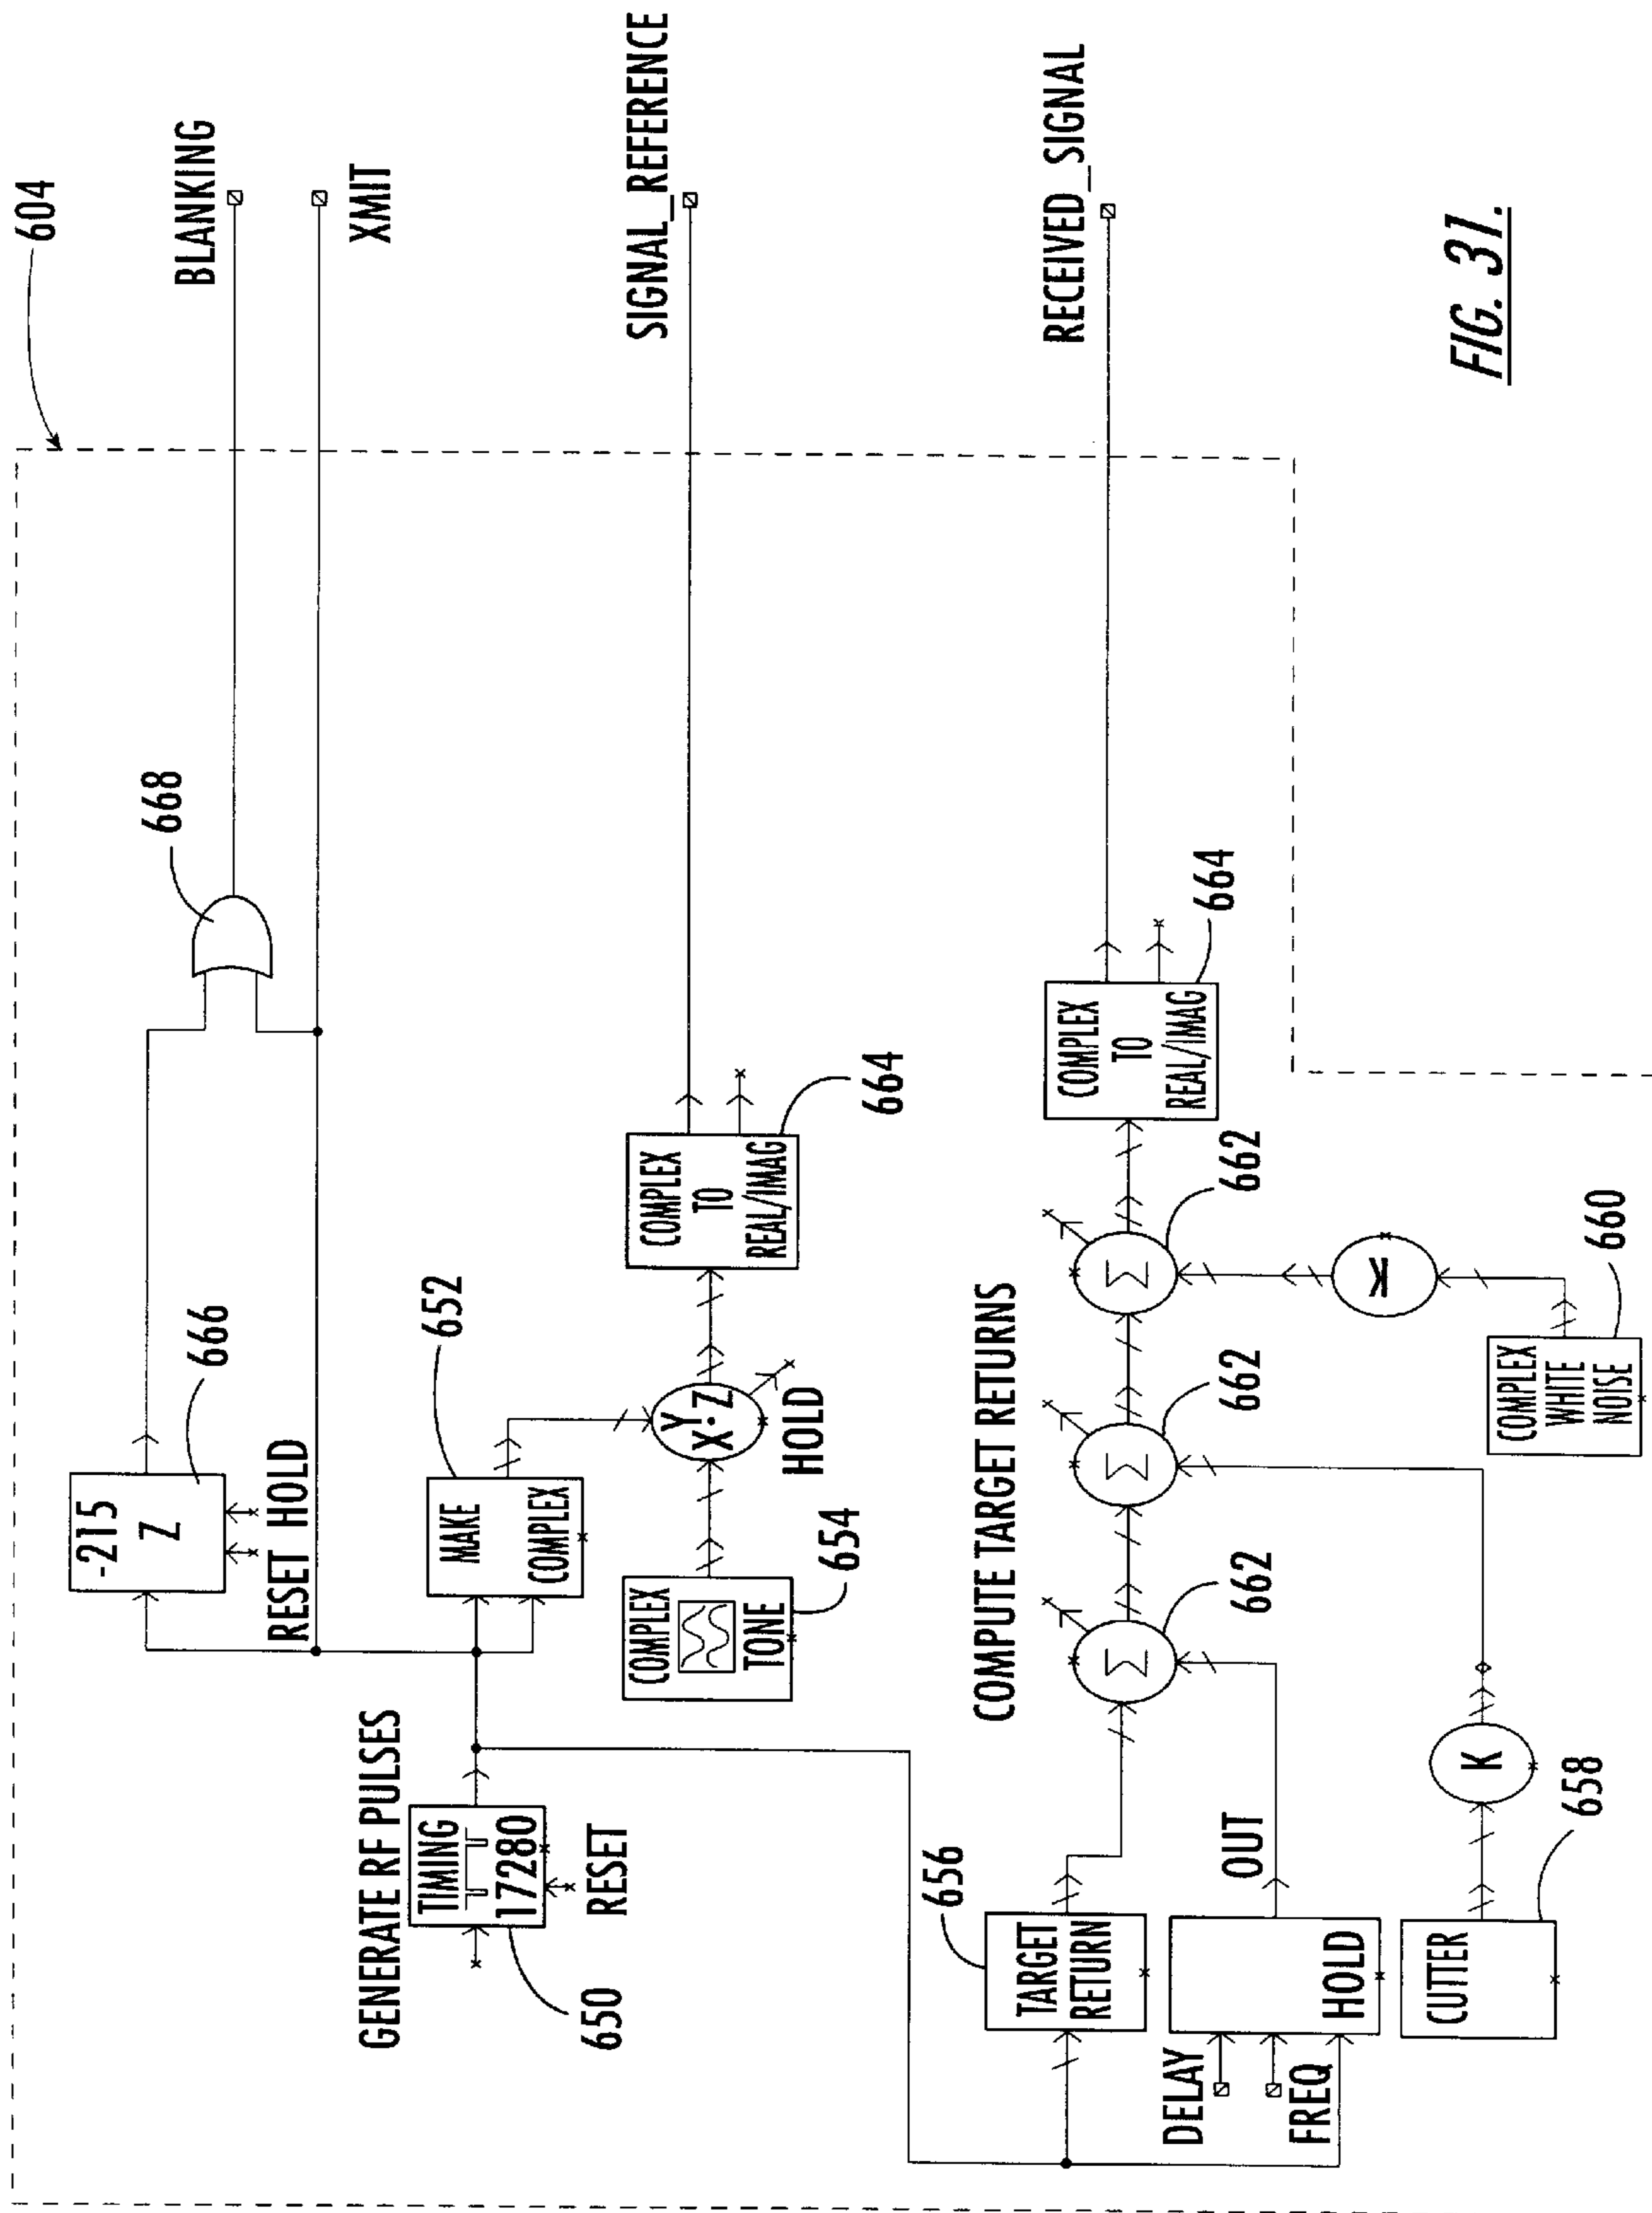 604
BLANKING
XMIT
668
-215
Z
666
RESET HOLD
GENERATE RF PULSES
TIMING
17280
650
RESET
652
MAKE
COMPLEX
COMPLEX
TONE
654
Y
X·Z
HOLD
COMPLEX
TO
REAL/IMAG
664
SIGNAL_REFERENCE
COMPUTE TARGET RETURNS
656
TARGET
RETURN
DELAY
FREQ
HOLD
OUT
CUTTER
658
K
Σ
662
Σ
662
Σ
662
K
COMPLEX
WHITE
NOISE
660
COMPLEX
TO
REAL/IMAG
664
RECEIVED_SIGNAL
FIG. 31.